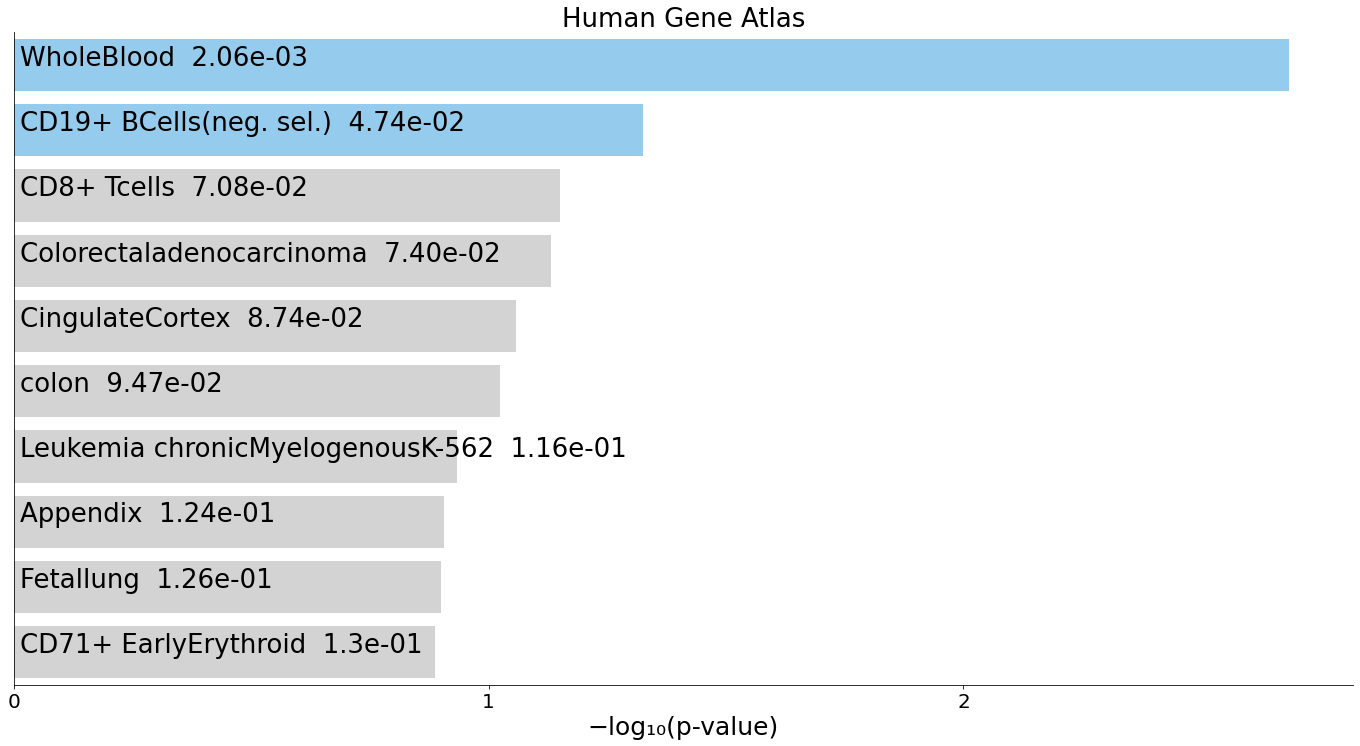 Human Gene Atlas
WholeBlood  2.06e-03
CD19+ BCells(neg. sel.)  4.74e-02
CD8+ Tcells  7.08e-02
Colorectaladenocarcinoma  7.40e-02
CingulateCortex  8.74e-02
colon  9.47e-02
Leukemia chronicMyelogenousK-562  1.16e-01
Appendix  1.24e-01
Fetallung  1.26e-01
CD71+ EarlyErythroid  1.3e-01
0 1 2
−log₁₀(p-value)